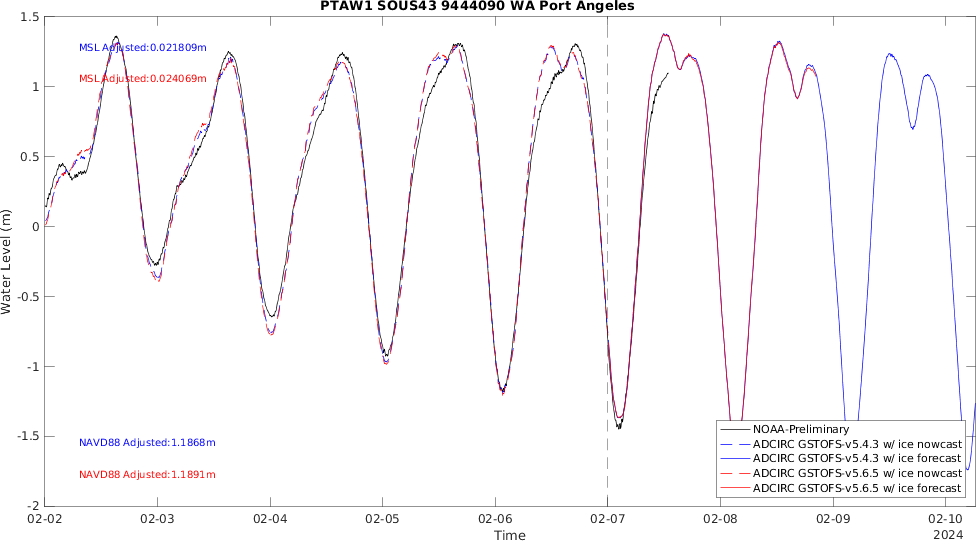 PTAW1 SOUS43 9444090 WA Port Angeles
1.5
1
0.5
0
-0.5
-1
-1.5
-2
Water Level (m)
MSL Adjusted:0.021809m
MSL Adjusted:0.024069m
NAVD88 Adjusted:1.1868m
NAVD88 Adjusted:1.1891m
NOAA-Preliminary
ADCIRC GSTOFS-v5.4.3 w/ ice nowcast
ADCIRC GSTOFS-v5.4.3 w/ ice forecast
ADCIRC GSTOFS-v5.6.5 w/ ice nowcast
ADCIRC GSTOFS-v5.6.5 w/ ice forecast
02-02 02-03 02-04 02-05 02-06 02-07 02-08 02-09 02-10
Time
2024